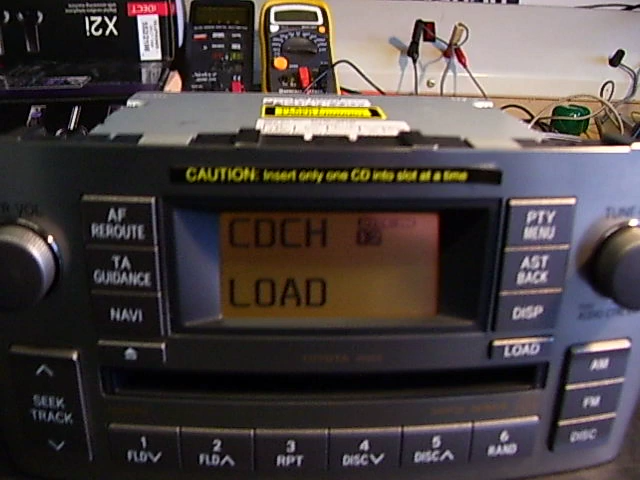 X2i
DECT
CAUTION: Insert only one CD into slot at a time
AF
REROUTE
TA
GUIDANCE
NAVI
CDCH
LOAD
PTY
MENU
AST
BACK
DISP
LOAD
SEEK
TRACK
AM
FM
DISC
1
FLD∨
2
FLD∧
3
RPT
4
DISC∨
5
DISC∧
6
RAND